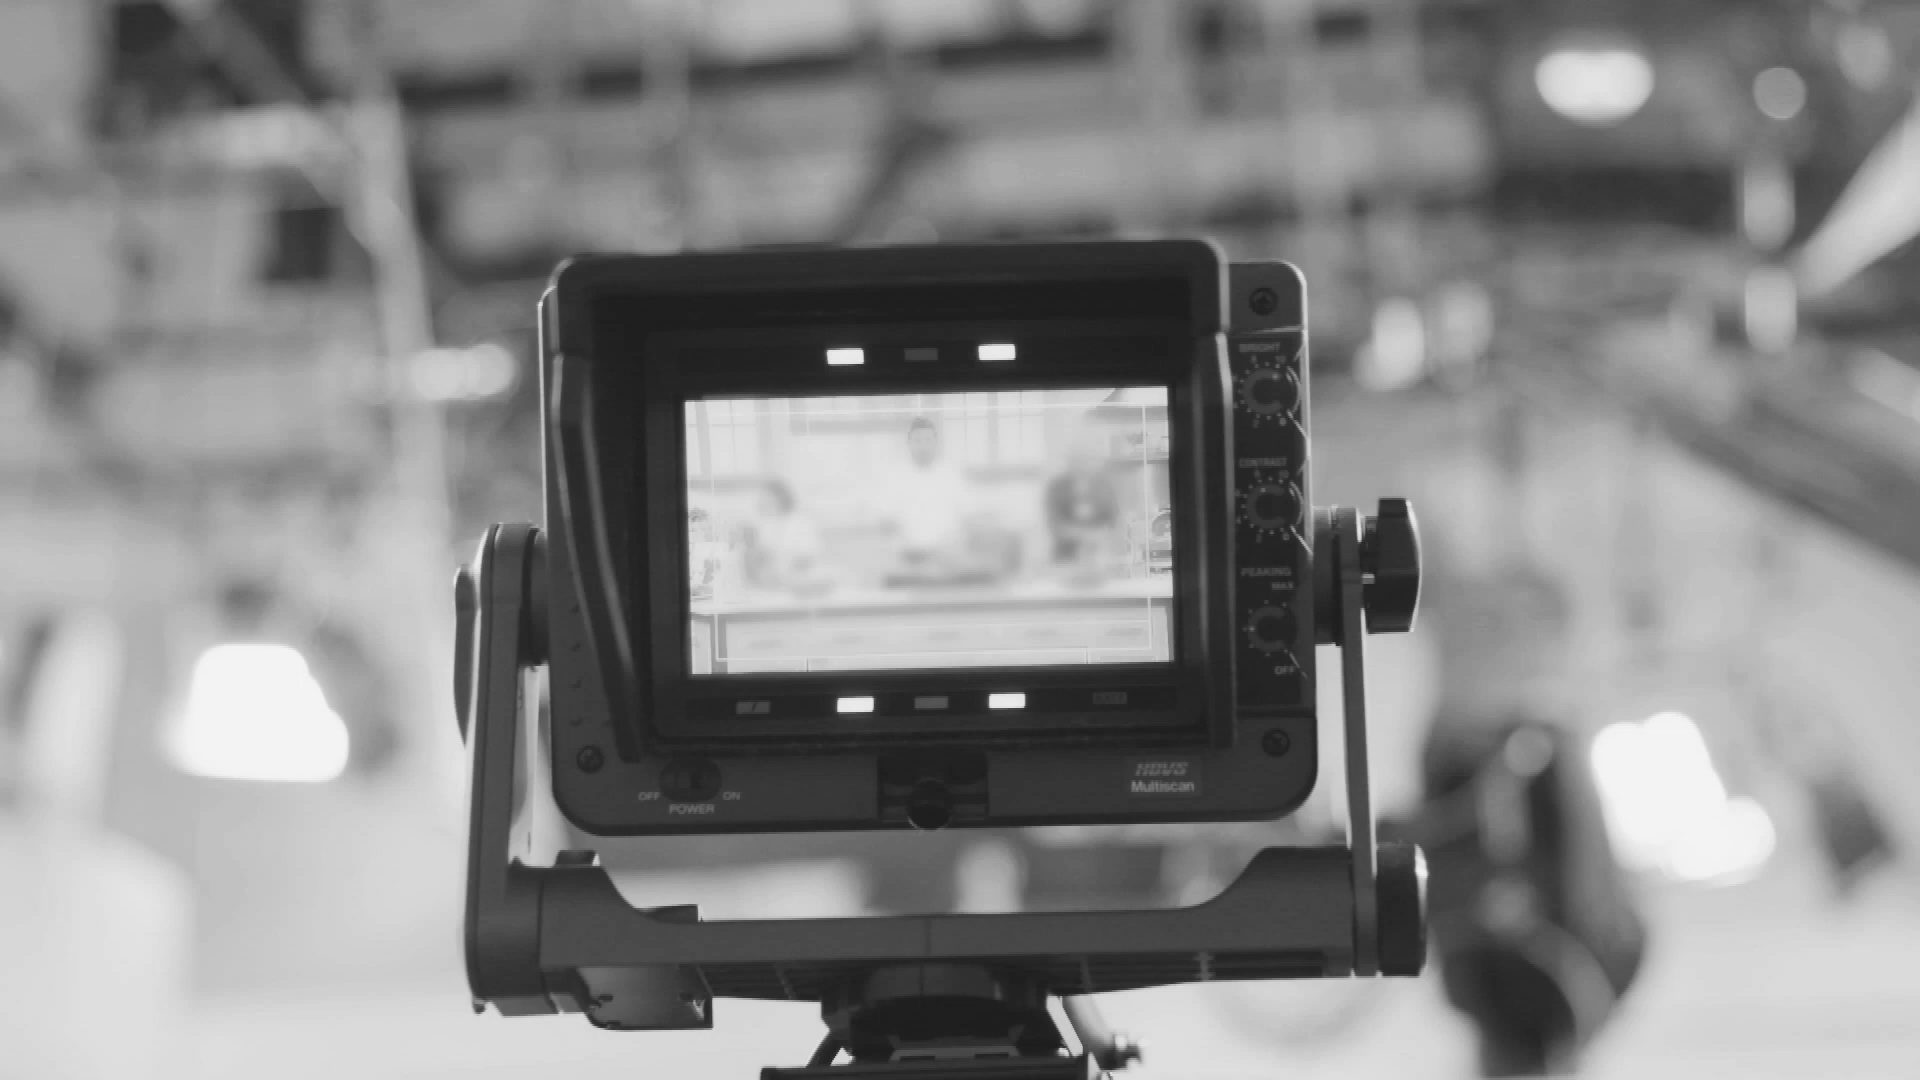 BRIGHT
CONTRAST
PEAKING
MAX
OFF
OFF
ON
POWER
HDVS
Multiscan